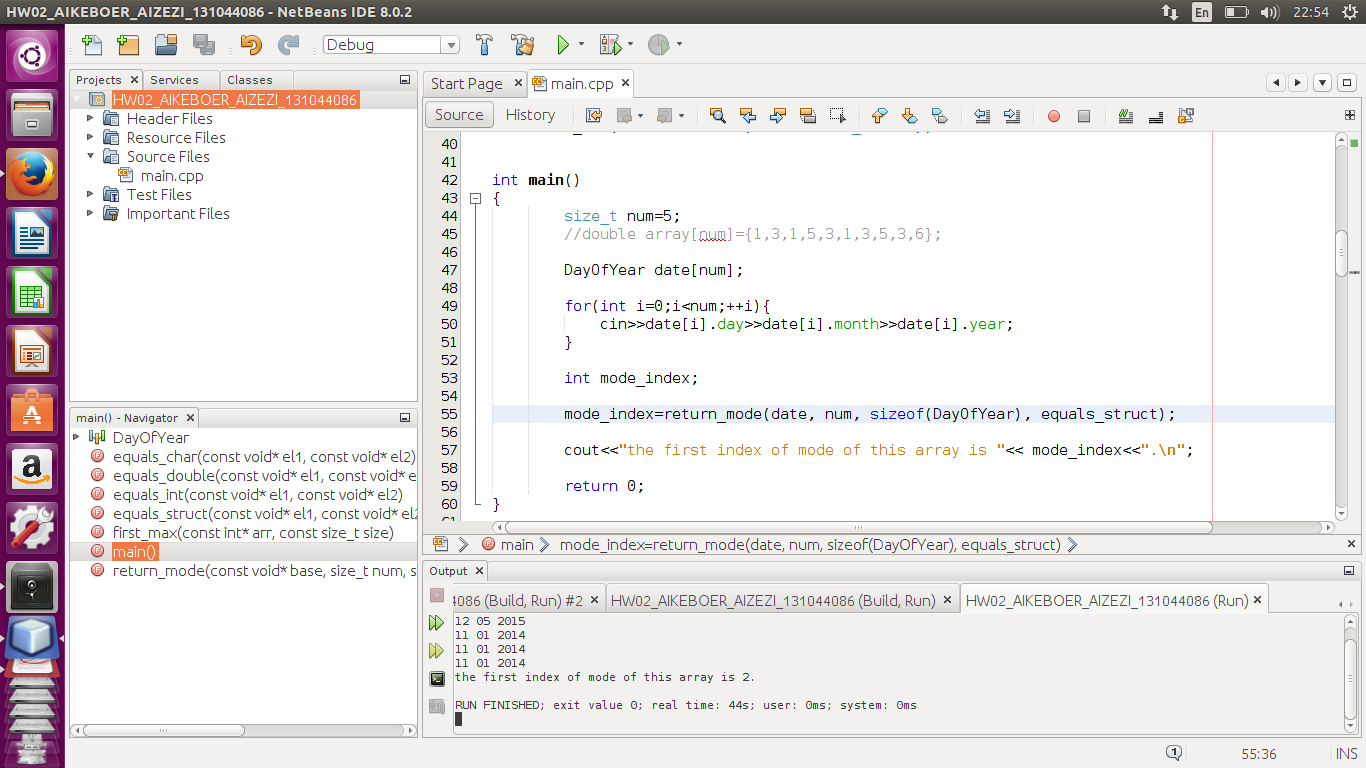 HW02_AIKEBOER_AIZEZI_131044086 - NetBeans IDE 8.0.2
En
22:54
Debug
Projects
Services
Classes
HW02_AIKEBOER_AIZEZI_131044086
Header Files
Resource Files
Source Files
main.cpp
Test Files
Important Files
main() - Navigator
DayOfYear
equals_char(const void* el1, const void* el2)
equals_double(const void* el1, const void* e
equals_int(const void* el1, const void* el2)
equals_struct(const void* el1, const void* el2
first_max(const int* arr, const size_t size)
main()
return_mode(const void* base, size_t num, s
Start Page
main.cpp
Source
History
40
41
42 int main()
43 {
44 size_t num=5;
45 //double array[num]={1,3,1,5,3,1,3,5,3,6};
46
47 DayOfYear date[num];
48
49 for(int i=0;i<num;++i){
50 cin>>date[i].day>>date[i].month>>date[i].year;
51 }
52
53 int mode_index;
54
55 mode_index=return_mode(date, num, sizeof(DayOfYear), equals_struct);
56
57 cout<<"the first index of mode of this array is "<< mode_index<<".\n";
58
59 return 0;
60 }
main
mode_index=return_mode(date, num, sizeof(DayOfYear), equals_struct)
Output
4086 (Build, Run) #2
HW02_AIKEBOER_AIZEZI_131044086 (Build, Run)
HW02_AIKEBOER_AIZEZI_131044086 (Run)
12 05 2015
11 01 2014
11 01 2014
11 01 2014
the first index of mode of this array is 2.
RUN FINISHED; exit value 0; real time: 44s; user: 0ms; system: 0ms
1
55:36
INS